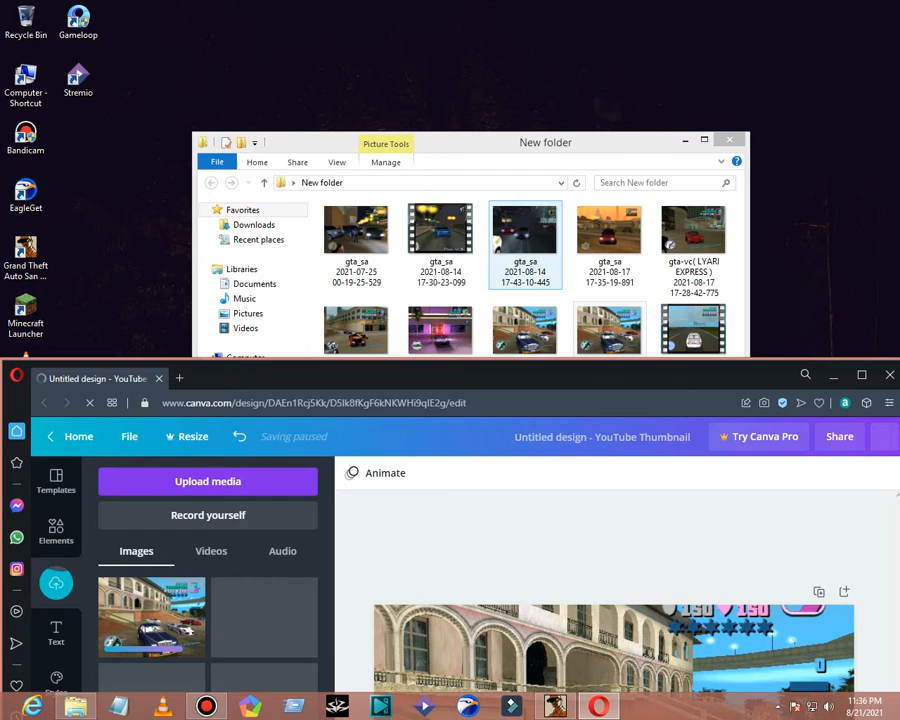 Recycle Bin
Gameloop
Computer -
Shortcut
Stremio
Bandicam
EagleGet
Grand Theft
Auto San ...
Minecraft
Launcher
Picture Tools
New folder
File
Home
Share
View
Manage
New folder
Search New folder
Favorites
Downloads
Recent places
Libraries
Documents
Music
Pictures
Videos
gta_sa
2021-07-25
00-19-25-529
gta_sa
2021-08-14
17-30-23-099
gta_sa
2021-08-14
17-43-10-445
gta_sa
2021-08-17
17-35-19-891
gta-vc( LYARI
EXPRESS )
2021-08-17
17-28-42-775
Untitled design - YouTube
www.canva.com/design/DAEn1Rcj5Kk/D5Ik8fKgF6kNKWHi9qIE2g/edit
Home
File
Resize
Saving paused
Untitled design - YouTube Thumbnail
Try Canva Pro
Share
Templates
Elements
Text
Styles
Upload media
Record yourself
Images
Videos
Audio
Animate
150
150
11:36 PM
8/21/2021